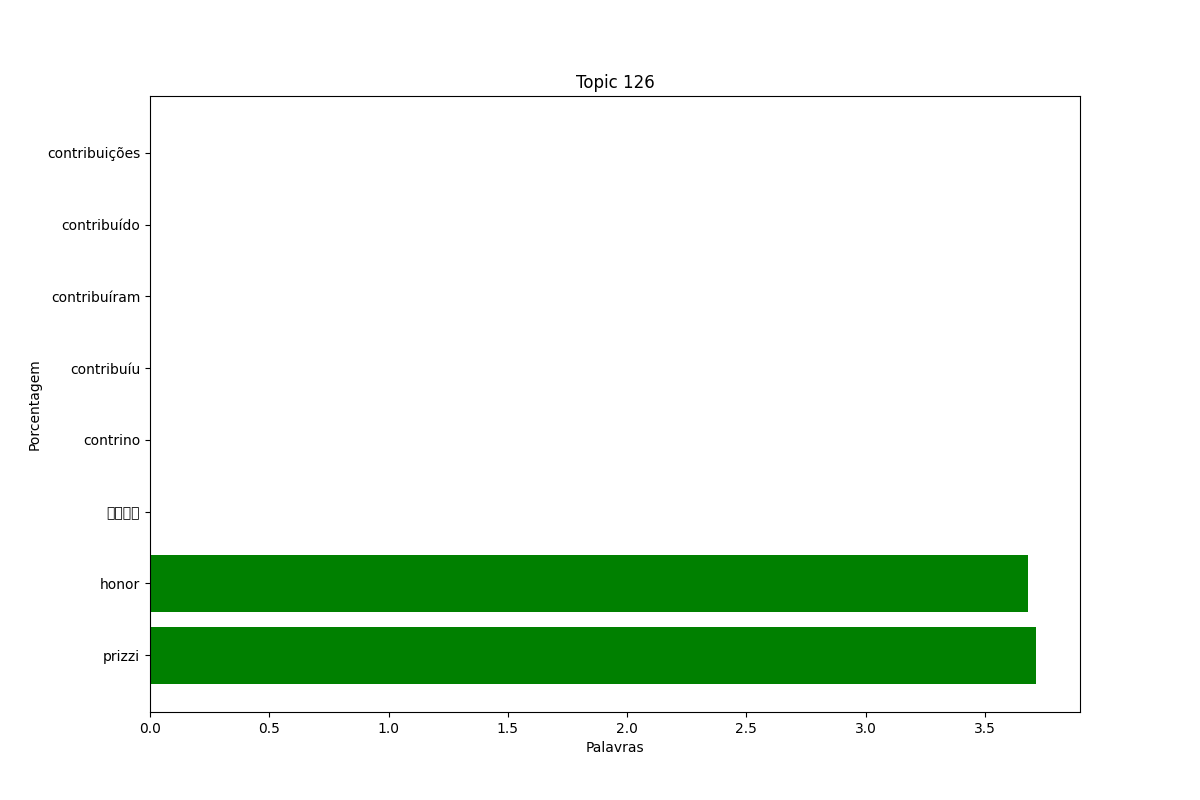 Topic 126
contribuições
contribuído
contribuíram
contribuíu
contrino
honor
prizzi
Porcentagem
0.0 0.5 1.0 1.5 2.0 2.5 3.0 3.5
Palavras